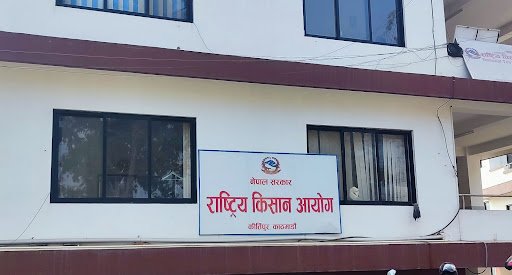 नेपाल सरकार
राष्ट्रिय किसान आयोग
कीर्तिपुर, काठमाडौं
राष्ट्रिय